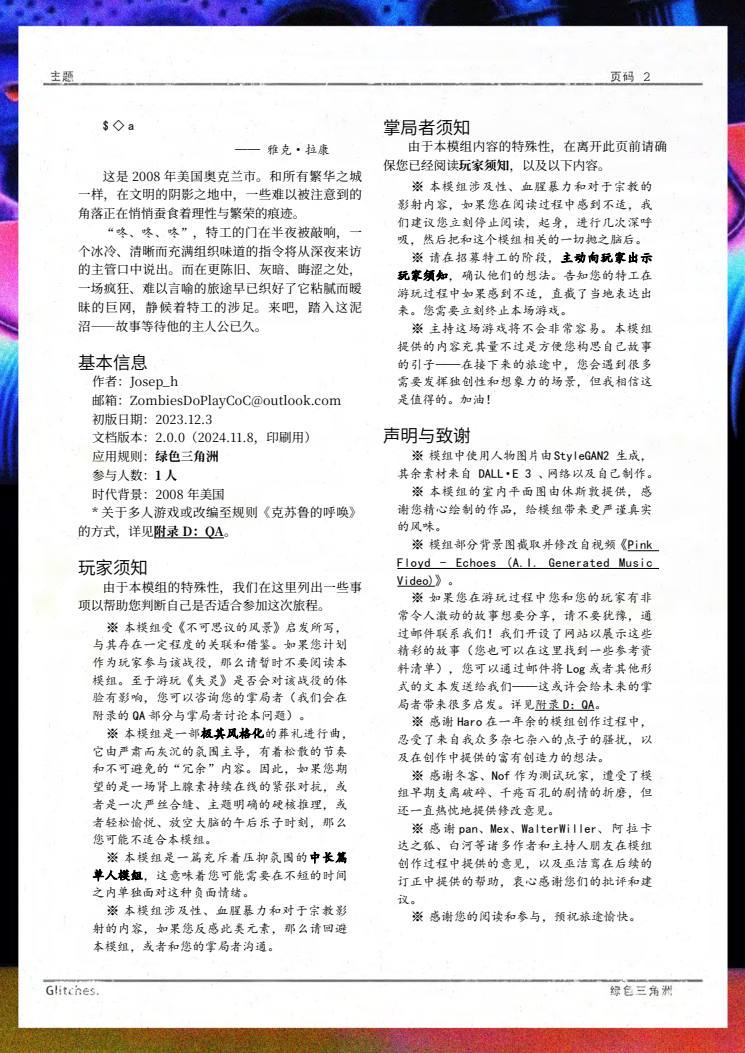 主题
页码 2
$◇a
—— 雅克·拉康
这是 2008 年美国奥克兰市。和所有繁华之城
一样，在文明的阴影之地中，一些难以被注意到的
角落正在悄悄蚕食着理性与繁荣的痕迹。
“咚、咚、咚”，特工的门在半夜被敲响，一
个冰冷、清晰而充满组织味道的指令将从深夜来访
的主管口中说出。而在更陈旧、灰暗、晦涩之处，
一场疯狂、难以言喻的旅途早已织好了它粘腻而暧
昧的巨网，静候着特工的涉足。来吧，踏入这泥
沼——故事等待他的主人公已久。
基本信息
作者：Josep_h
邮箱：ZombiesDoPlayCoC@outlook.com
初版日期：2023.12.3
文档版本：2.0.0（2024.11.8，印刷用）
应用规则：绿色三角洲
参与人数：1 人
时代背景：2008 年美国
* 关于多人游戏或改编至规则《克苏鲁的呼唤》
的方式，详见附录 D：QA。
玩家须知
由于本模组的特殊性，我们在这里列出一些事
项以帮助您判断自己是否适合参加这次旅程。
※ 本模组受《不可思议的风景》启发所写，
与其存在一定程度的关联和借鉴。如果您计划
作为玩家参与该战役，那么请暂时不要阅读本
模组。至于游玩《失灵》是否会对该战役的体
验有影响，您可以咨询您的掌局者（我们会在
附录的 QA 部分与掌局者讨论本问题）。
※ 本模组是一部极其风格化的葬礼进行曲，
它由严肃而灰沉的氛围主导，有着松散的节奏
和不可避免的“冗余”内容。因此，如果您期
望的是一场肾上腺素持续在线的紧张对抗，或
者是一次严丝合缝、主题明确的硬核推理，或
者轻松愉悦、放空大脑的午后乐子时刻，那么
您可能不适合本模组。
※ 本模组是一篇充斥着压抑氛围的中长篇
单人模组，这意味着您可能需要在不短的时间
之内单独面对这种负面情绪。
※ 本模组涉及性、血腥暴力和对于宗教影
射的内容，如果您反感此类元素，那么请回避
本模组，或者和您的掌局者沟通。
掌局者须知
由于本模组内容的特殊性，在离开此页前请确
保您已经阅读玩家须知，以及以下内容。
※ 本模组涉及性、血腥暴力和对于宗教的
影射内容，如果您在阅读过程中感到不适，我
们建议您立刻停止阅读，起身，进行几次深呼
吸，然后把和这个模组相关的一切抛之脑后。
※ 请在招募特工的阶段，主动向玩家出示
玩家须知，确认他们的想法。告知您的特工在
游玩过程中如果感到不适，直截了当地表达出
来。您需要立刻终止本场游戏。
※ 主持这场游戏将不会非常容易。本模组
提供的内容充其量不过是方便您构思自己故事
的引子——在接下来的旅途中，您会遇到很多
需要发挥独创性和想象力的场景，但我相信这
是值得的。加油！
声明与致谢
※ 模组中使用人物图片由StyleGAN2 生成，
其余素材来自 DALL·E 3 、网络以及自己制作。
※ 本模组的室内平面图由休斯敦提供，感
谢您精心绘制的作品，给模组带来更严谨真实
的风味。
※ 模组部分背景图截取并修改自视频《Pink
Floyd - Echoes (A.I. Generated Music
Video)》。
※ 如果您在游玩过程中您和您的玩家有非
常令人激动的故事想要分享，请不要犹豫，通
过邮件联系我们！我们开设了网站以展示这些
精彩的故事（您也可以在这里找到一些参考资
料清单），您可以通过邮件将 Log 或者其他形
式的文本发送给我们——这或许会给未来的掌
局者带来很多启发。详见附录 D：QA。
※ 感谢 Haro 在一年余的模组创作过程中，
忍受了来自我众多杂七杂八的点子的骚扰，以
及在创作中提供的富有创造力的想法。
※ 感谢冬客、Nof 作为测试玩家，遭受了模
组早期支离破碎、千疮百孔的剧情的折磨，但
还一直热忱地提供修改意见。
※ 感谢 pan、Mex、WalterWiller、阿拉卡
达之狐、白河等诸多作者和主持人朋友在模组
创作过程中提供的意见，以及巫洁鸾在后续的
订正中提供的帮助，衷心感谢您们的批评和建
议。
※ 感谢您的阅读和参与，预祝旅途愉快。
Glitches.
绿色三角洲